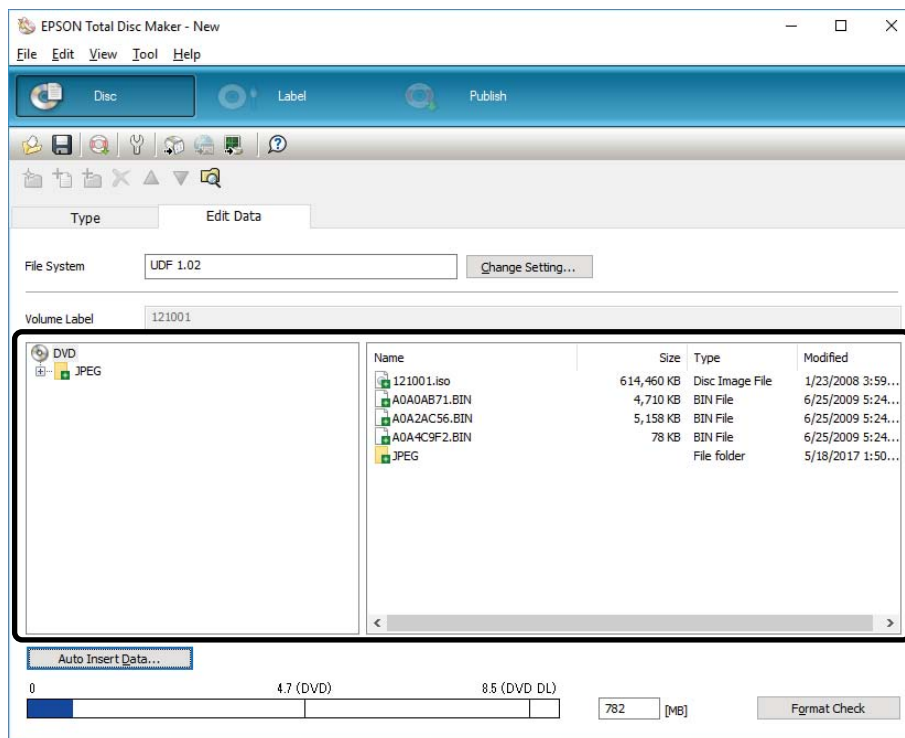 EPSON Total Disc Maker - New
File Edit View Tool Help
Disc Label Publish
Type Edit Data
File System UDF 1.02 Change Setting...
Volume Label 121001
DVD
JPEG
Name Size Type Modified
121001.iso 614,460 KB Disc Image File 1/23/2008 3:59...
A0A0AB71.BIN 4,710 KB BIN File 6/25/2009 5:24...
A0A2AC56.BIN 5,158 KB BIN File 6/25/2009 5:24...
A0A4C9F2.BIN 78 KB BIN File 6/25/2009 5:24...
JPEG File folder 5/18/2017 1:50...
Auto Insert Data...
0 4.7 (DVD) 8.5 (DVD DL)
782 [MB] Format Check